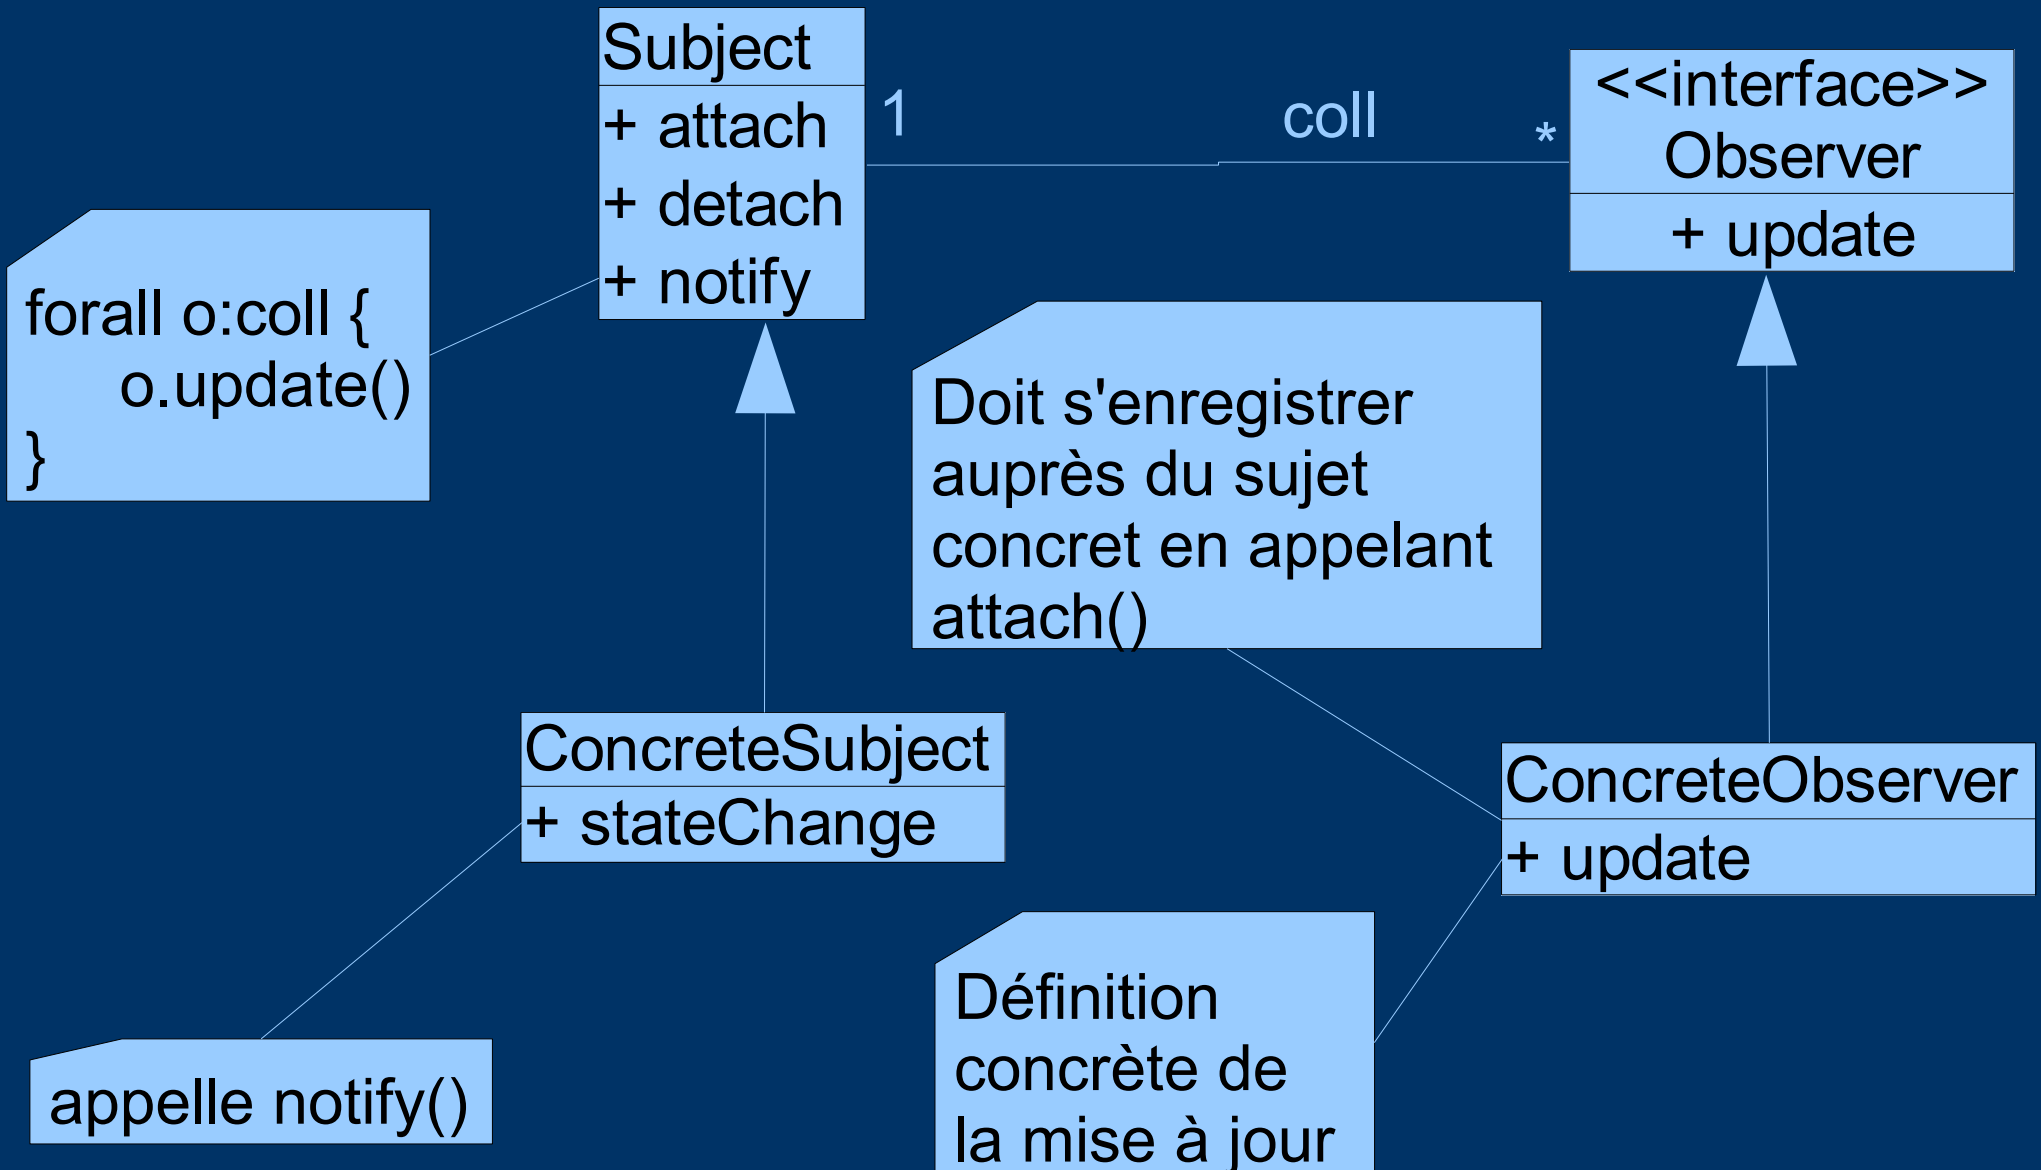 Subject
+ attach
+ detach
+ notify
1
coll
*
<<interface>>
Observer
+ update
forall o:coll {
o.update()
}
Doit s'enregistrer
auprès du sujet
concret en appelant
attach()
ConcreteSubject
+ stateChange
ConcreteObserver
+ update
appelle notify()
Définition
concrète de
la mise à jour